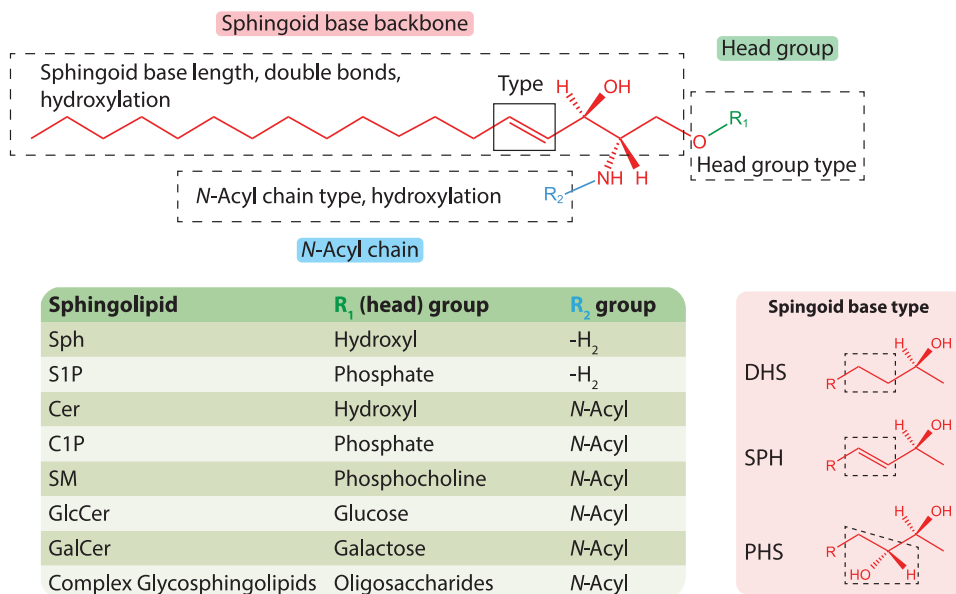 Sphingoid base backbone
Head group
Sphingoid base length, double bonds,
hydroxylation
Type
H
OH
R1
O
Head group type
NH
H
R2
N-Acyl chain type, hydroxylation
N-Acyl chain
Sphingolipid R1 (head) group R2 group
Sph Hydroxyl -H2
S1P Phosphate -H2
Cer Hydroxyl N-Acyl
C1P Phosphate N-Acyl
SM Phosphocholine N-Acyl
GlcCer Glucose N-Acyl
GalCer Galactose N-Acyl
Complex Glycosphingolipids Oligosaccharides N-Acyl
Spingoid base type
H OH
DHS R
H OH
SPH R
H OH
PHS R
HO H